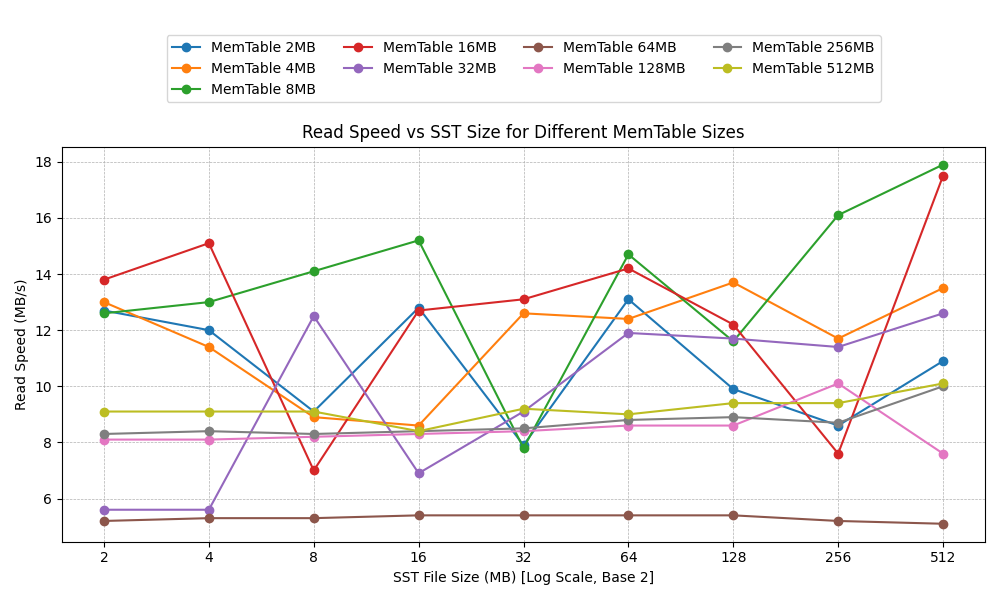 MemTable 2MB MemTable 16MB MemTable 64MB MemTable 256MB
MemTable 4MB MemTable 32MB MemTable 128MB MemTable 512MB
MemTable 8MB
Read Speed vs SST Size for Different MemTable Sizes
18
16
14
12
10
8
6
Read Speed (MB/s)
2 4 8 16 32 64 128 256 512
SST File Size (MB) [Log Scale, Base 2]